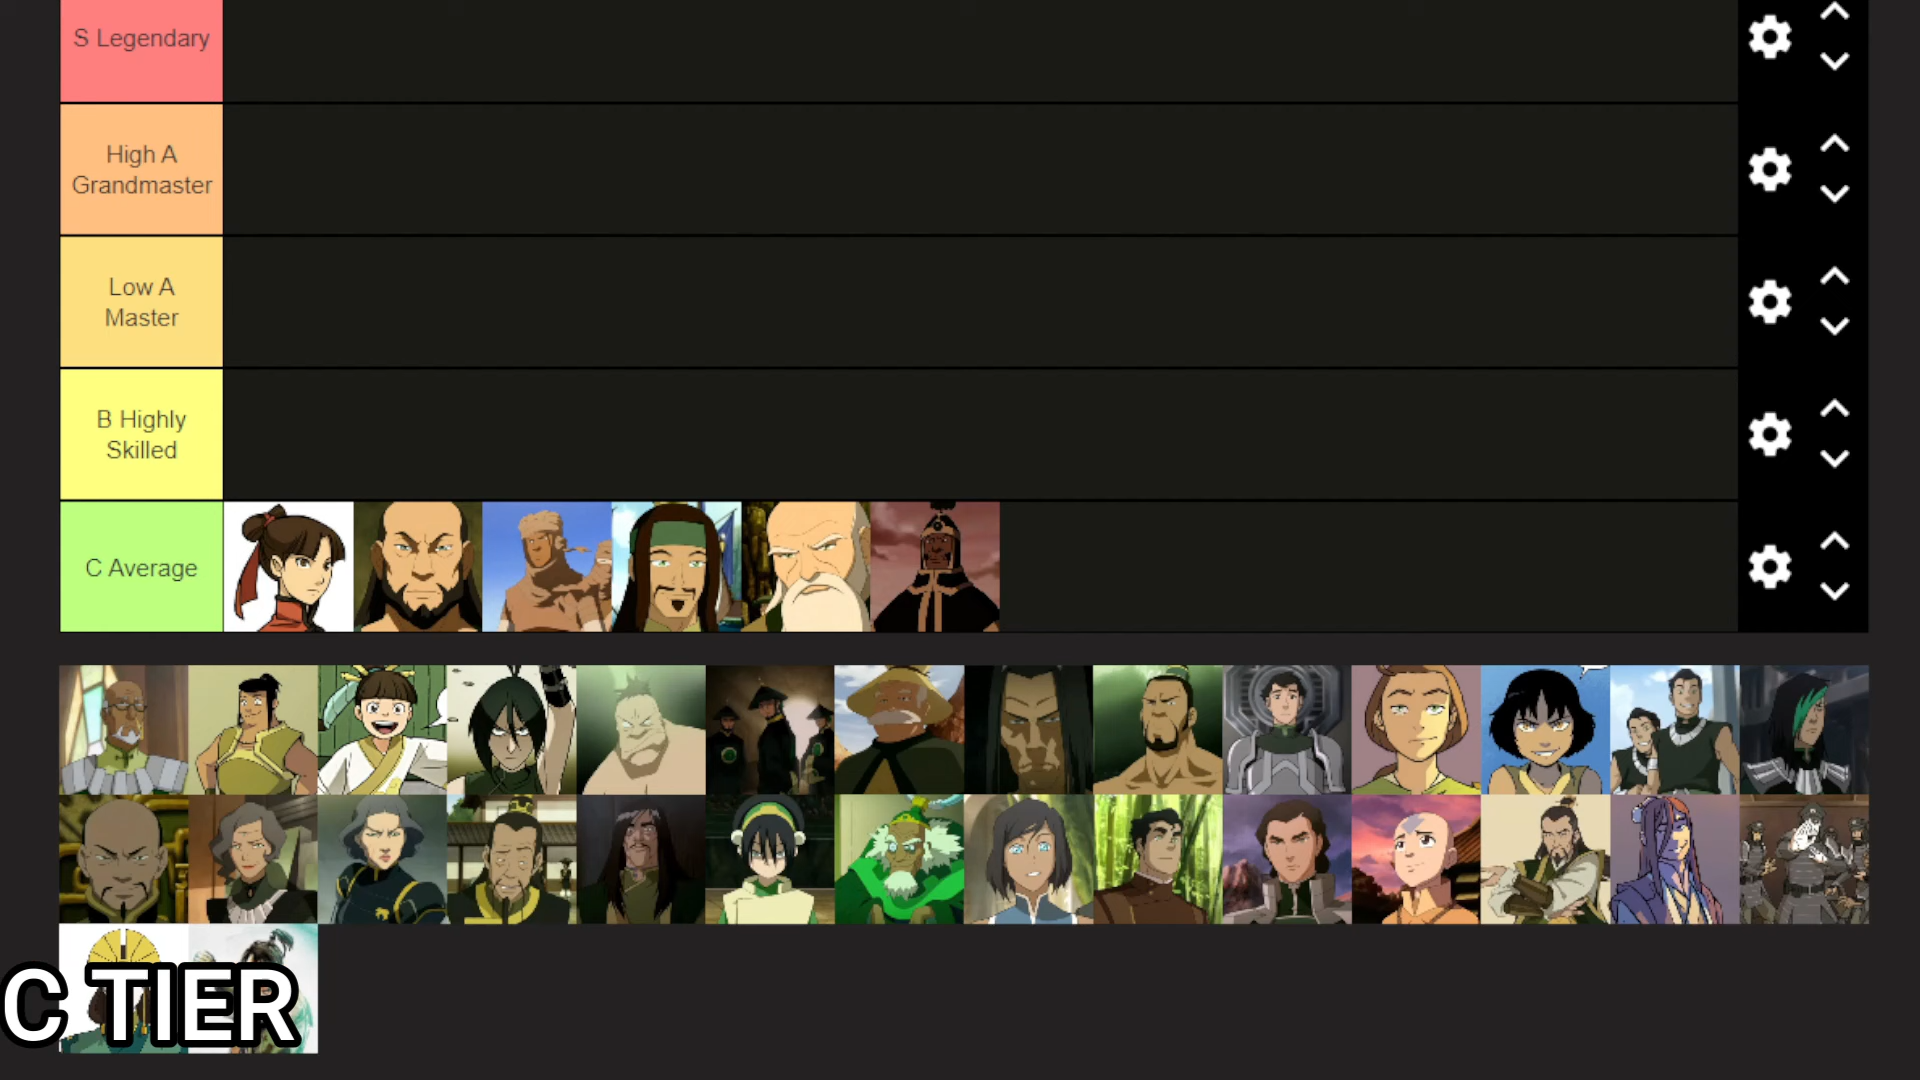 S Legendary
High A
Grandmaster
Low A
Master
B Highly
Skilled
C Average
C TIER